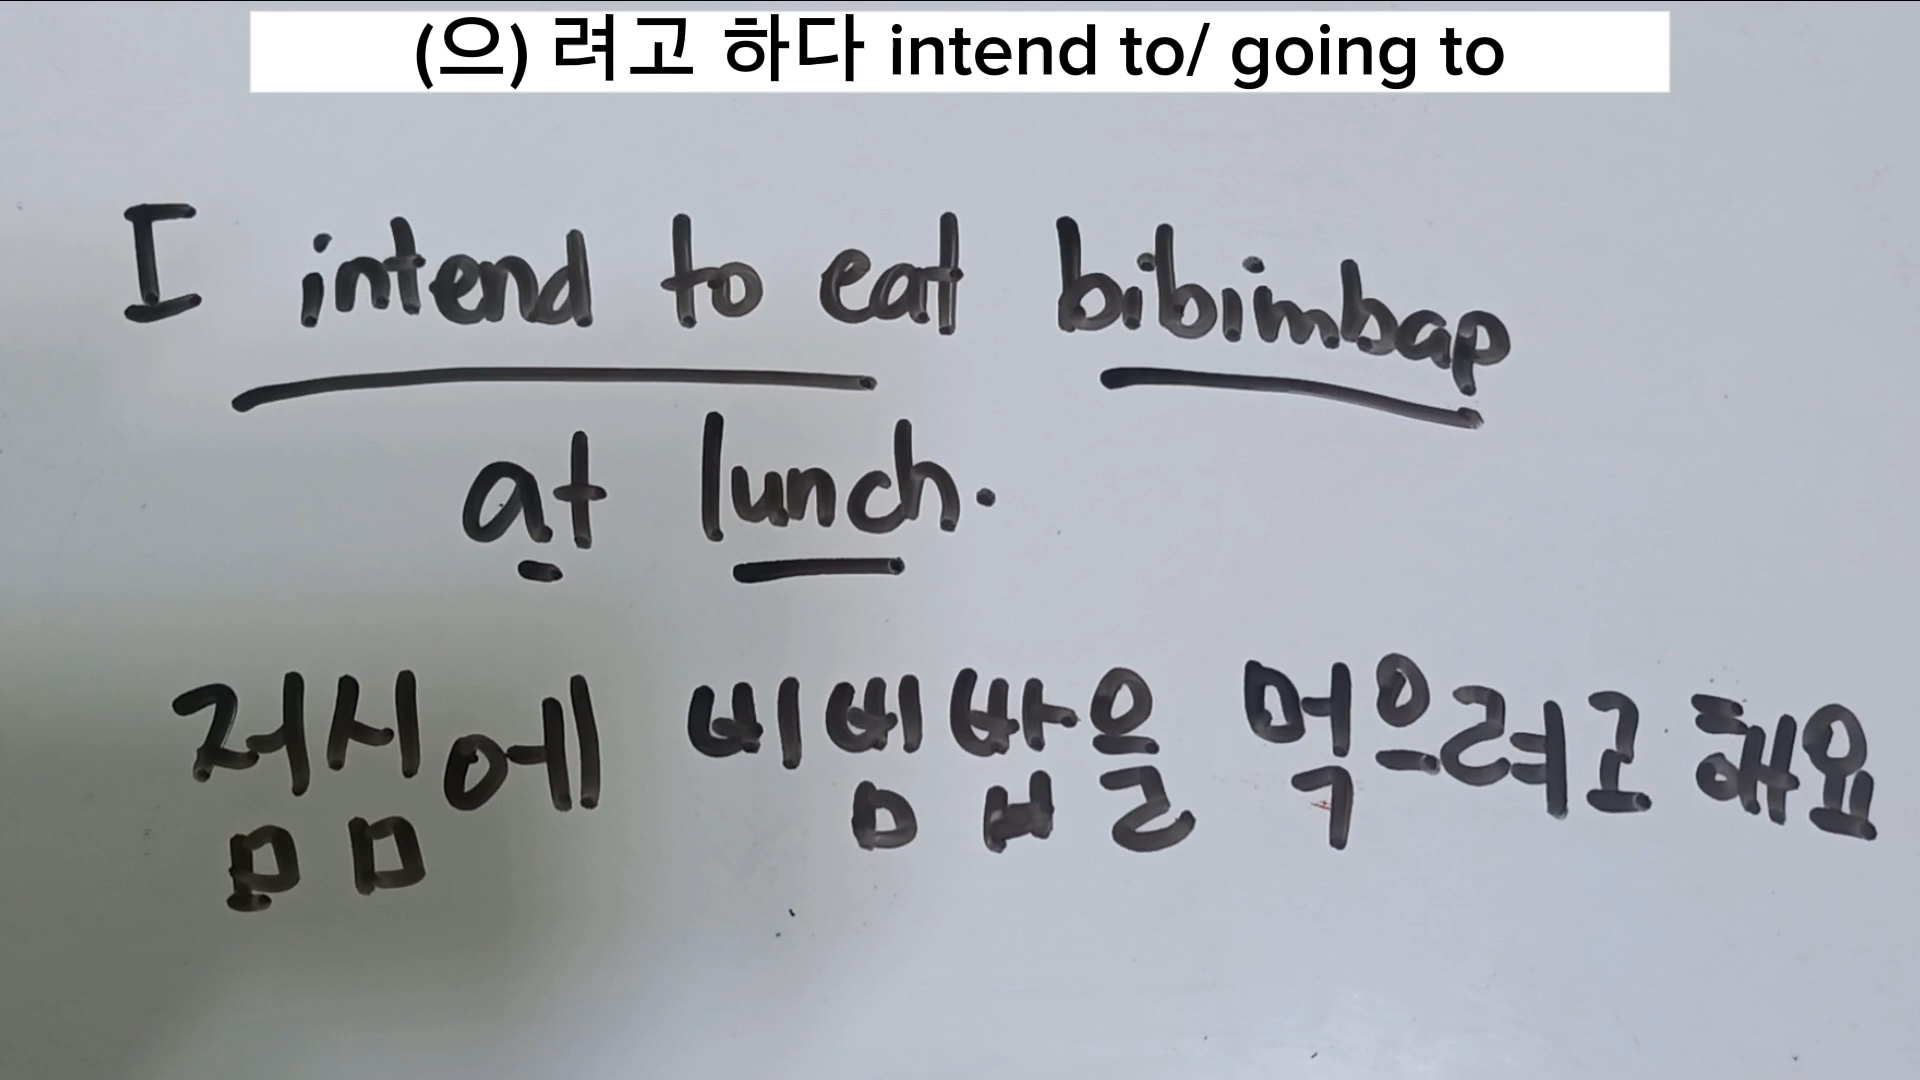 (으) 려고 하다 intend to/ going to
I intend to eat bibimbap
at lunch.
점심에 비빔밥을 먹으려고 해요